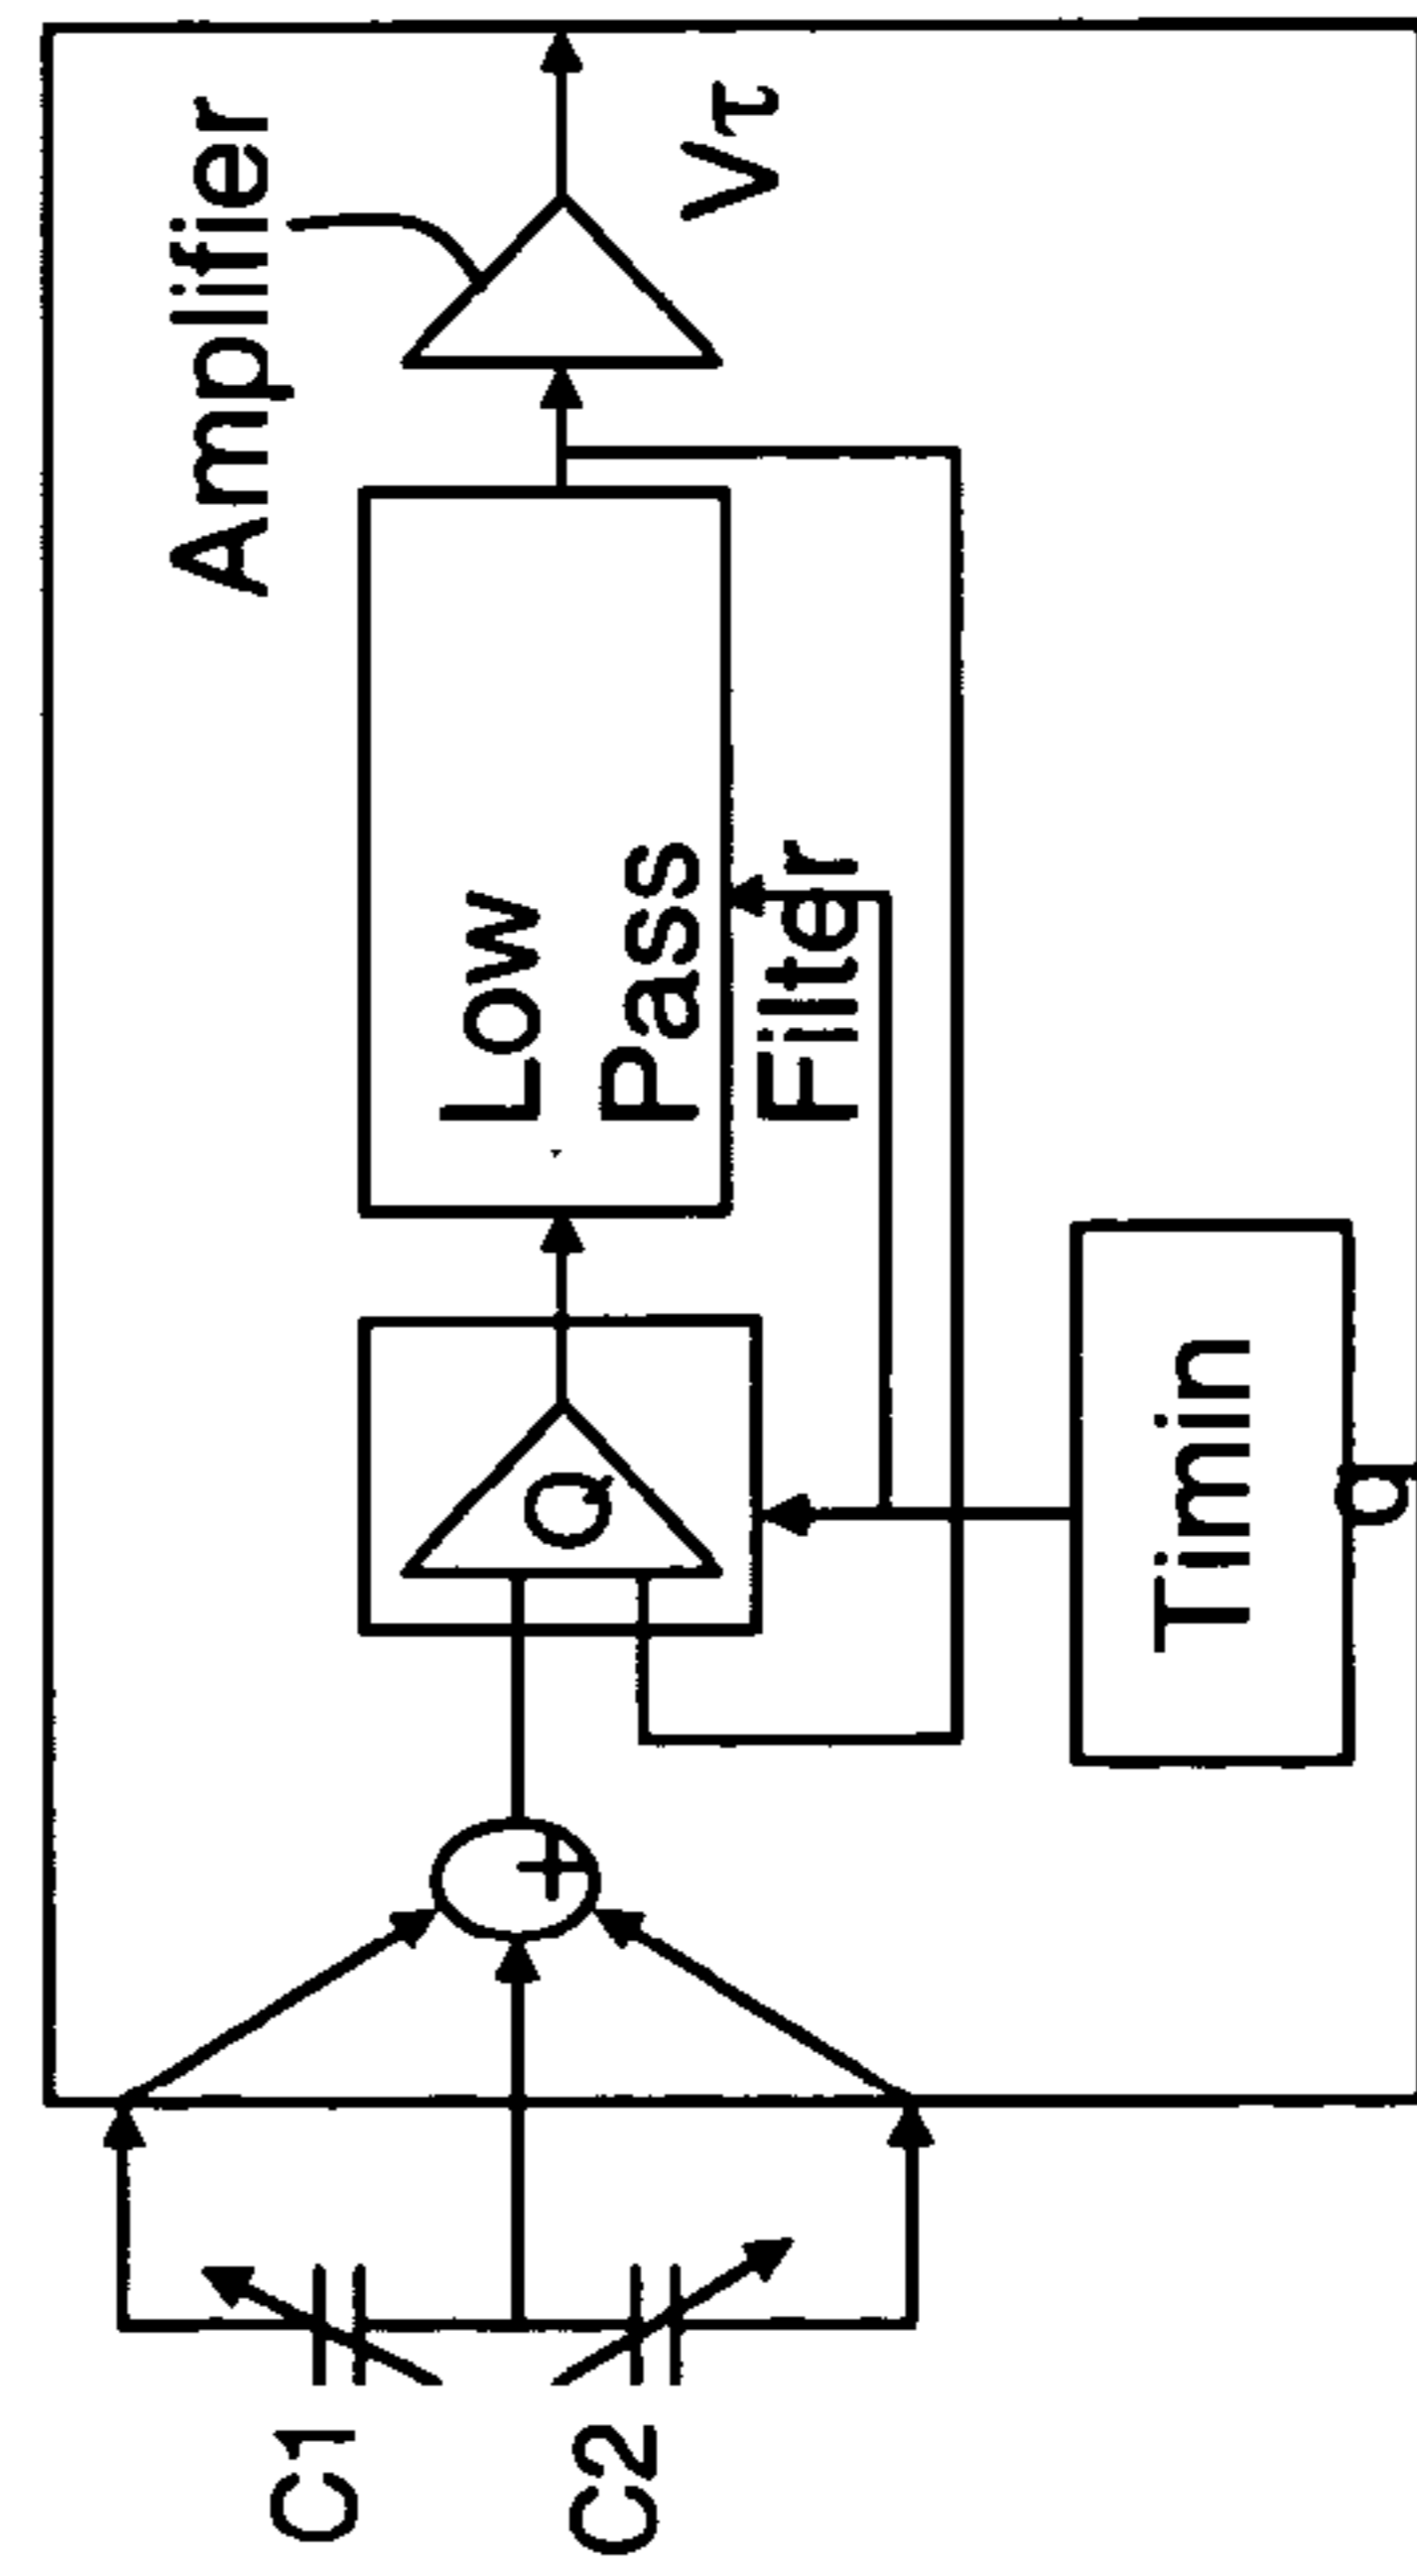 Amplifier
Vτ
Low
Pass
Filter
Q
Timin
g
+
C1
C2